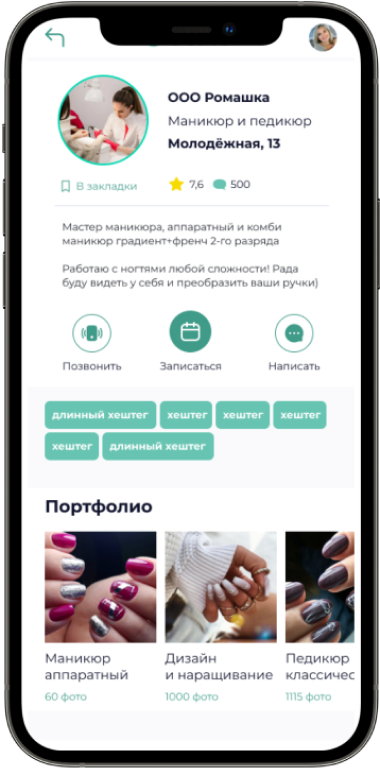 ООО Ромашка
Маникюр и педикюр
Молодёжная, 13
В закладки
7,6
500
Мастер маникюра, аппаратный и комби
маникюр градиент+френч 2-го разряда
Работаю с ногтями любой сложности! Рада
буду видеть у себя и преобразить ваши ручки)
Позвонить
Записаться
Написать
длинный хештег
хештег
хештег
хештег
хештег
длинный хештег
Портфолио
Маникюр
аппаратный
60 фото
Дизайн
и наращивание
1000 фото
Педикюр
классичес
1115 фото